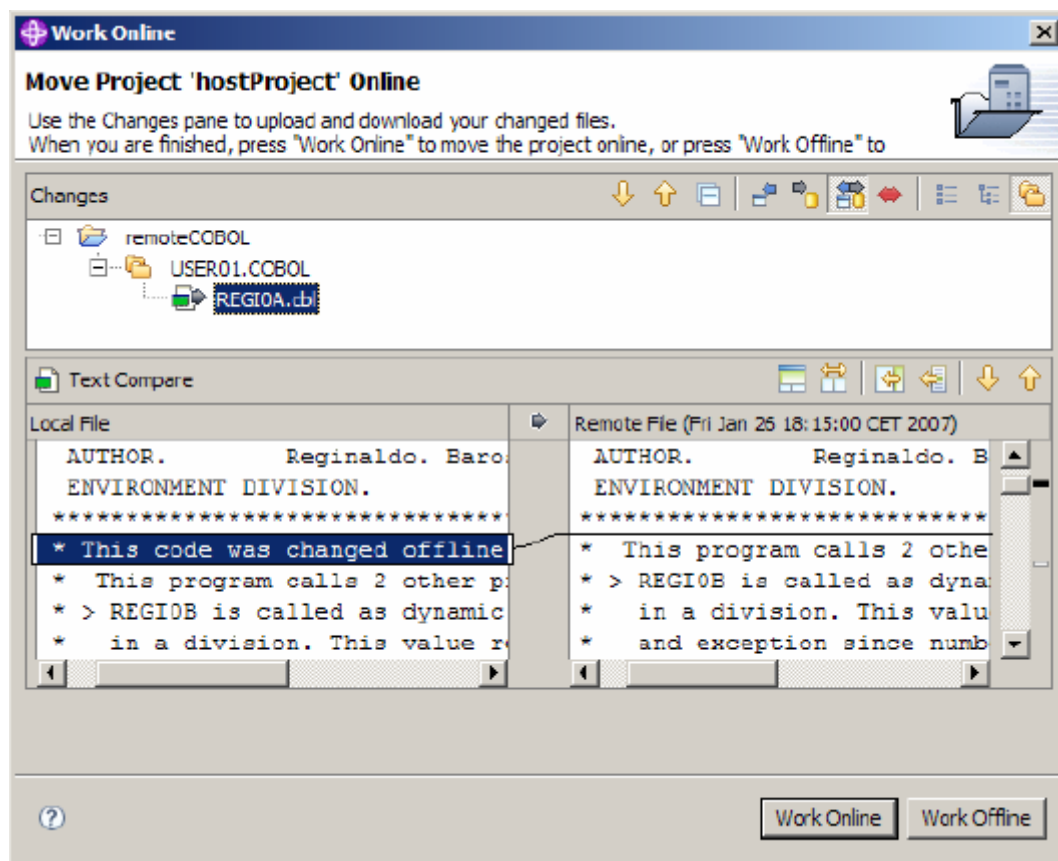 Work Online
Move Project 'hostProject' Online
Use the Changes pane to upload and download your changed files.
When you are finished, press "Work Online" to move the project online, or press "Work Offline" to
Changes
remoteCOBOL
USER01.COBOL
REGI0A.cbl
Text Compare
Local File
Remote File (Fri Jan 26 18:15:00 CET 2007)
AUTHOR. Reginaldo. Baro
ENVIRONMENT DIVISION.
*******************************
* This code was changed offline
* This program calls 2 other p
* > REGI0B is called as dynamic
* in a division. This value r
AUTHOR. Reginaldo. B
ENVIRONMENT DIVISION.
****************************
* This program calls 2 othe
* > REGI0B is called as dyna
* in a division. This valu
* and exception since numb
Work Online
Work Offline